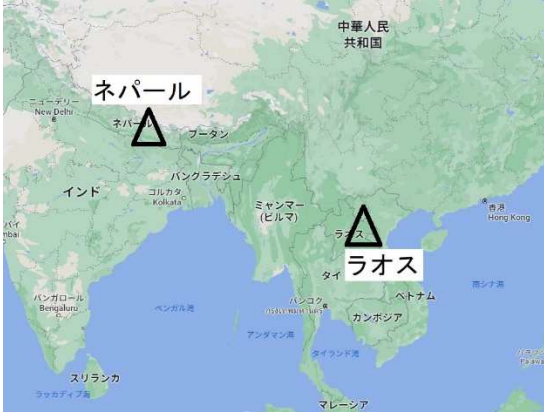 中華人民
共和国
ネパール
ニューデリー
New Delhi
ネパール
ブータン
バングラデシュ
インド
コルカタ
Kolkata
ミャンマー
(ビルマ)
香港
Hong Kong
バイ
mbai
ラオス
ラオス
タイ
バンガロール
Bengaluru
ベンガル湾
バンコク
ベトナム
南シナ海
カンボジア
アンダマン海
タイランド湾
スリランカ
ラッカディブ海
マレーシア